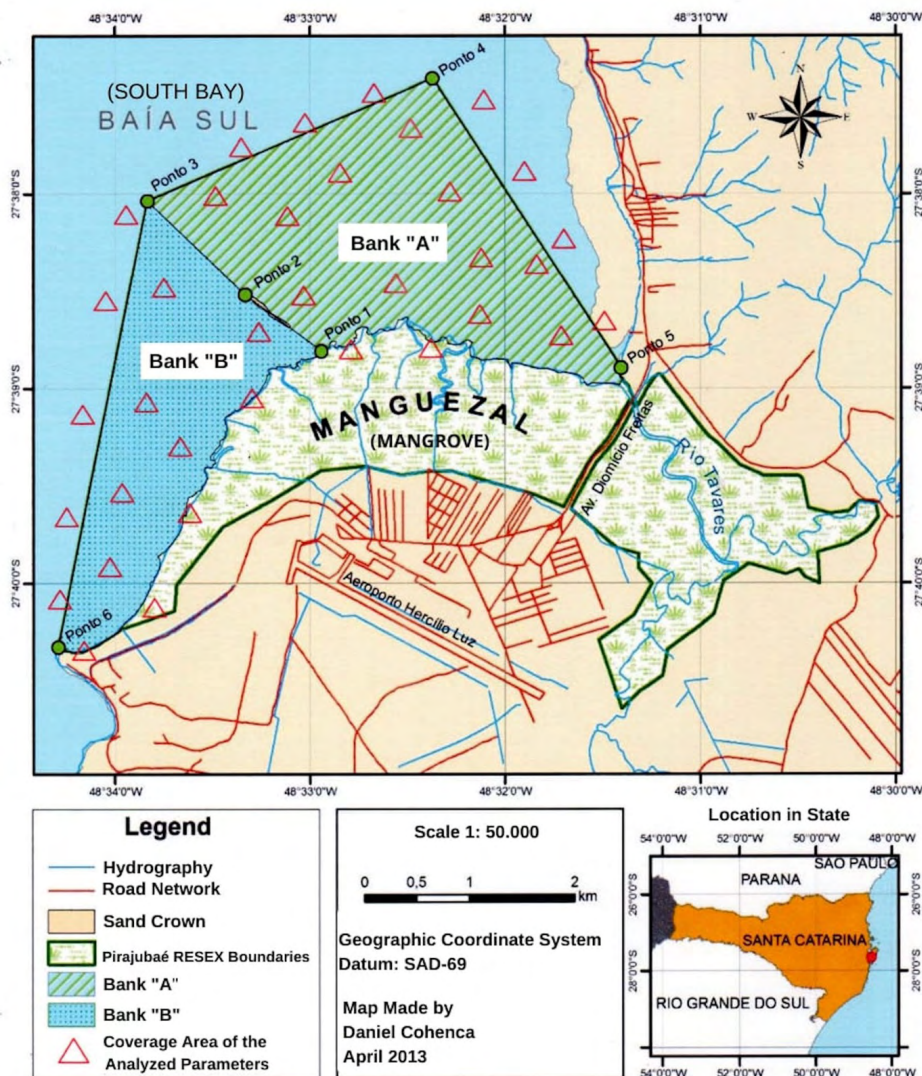 48°34'0"W 48°33'0"W 48°32'0"W 48°31'0"W 48°30'0"W
Ponto 4
(SOUTH BAY)
BAÍA SUL
N
W E
S
Ponto 3
27°38'0"S 27°38'0"S
Bank "A"
Ponto 2
Ponto 1
Bank "B"
Ponto 5
27°39'0"S 27°39'0"S
MANGUEZAL
(MANGROVE)
Av. Diomício Freitas
Rio Tavares
27°40'0"S 27°40'0"S
Aeroporto Hercílio Luz
Ponto 6
48°34'0"W 48°33'0"W 48°32'0"W 48°31'0"W 48°30'0"W
Legend
Hydrography
Road Network
Sand Crown
Pirajubaé RESEX Boundaries
Bank "A"
Bank "B"
Coverage Area of the
Analyzed Parameters
Scale 1: 50.000
0 0,5 1 2
km
Geographic Coordinate System
Datum: SAD-69
Map Made by
Daniel Cohenca
April 2013
Location in State
54°0'0"W 52°0'0"W 50°0'0"W 48°0'0"W
SAO PAULO
PARANA
26°0'0"S 26°0'0"S
SANTA CATARINA
28°0'0"S 28°0'0"S
RIO GRANDE DO SUL
54°0'0"W 52°0'0"W 50°0'0"W 48°0'0"W